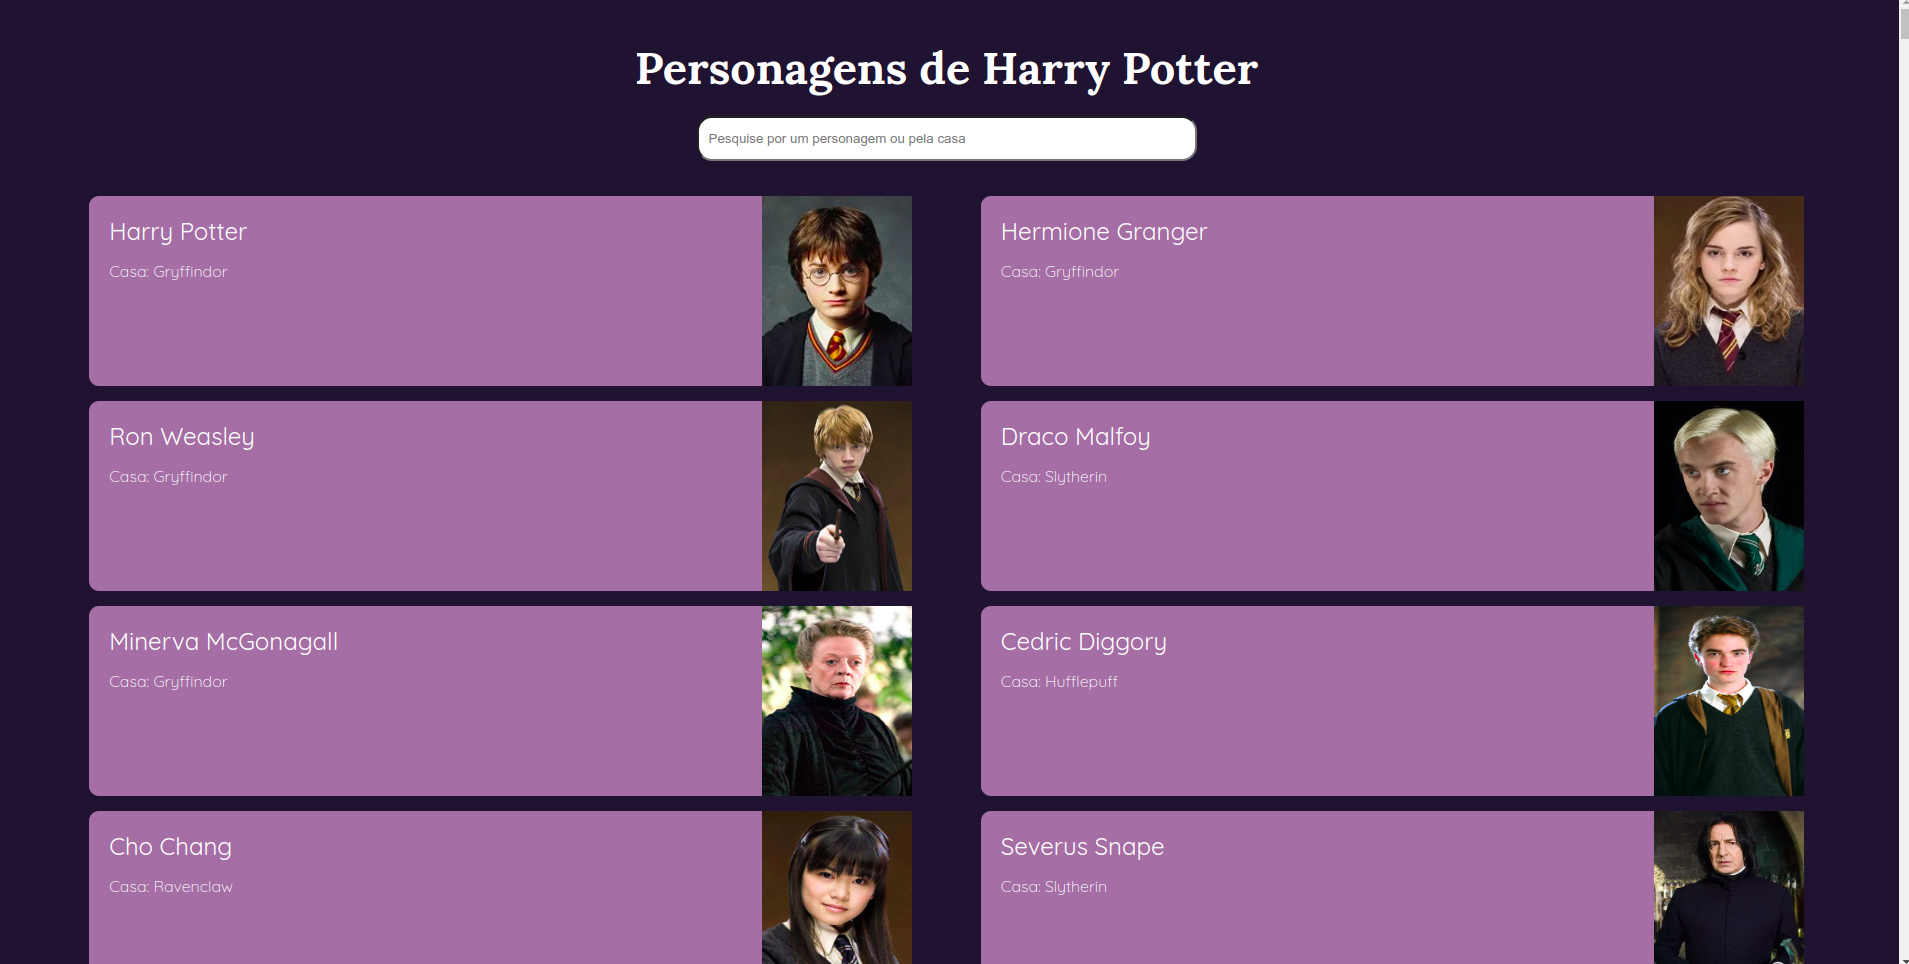 Personagens de Harry Potter
Pesquise por um personagem ou pela casa
Harry Potter
Casa: Gryffindor
Hermione Granger
Casa: Gryffindor
Ron Weasley
Casa: Gryffindor
Draco Malfoy
Casa: Slytherin
Minerva McGonagall
Casa: Gryffindor
Cedric Diggory
Casa: Hufflepuff
Cho Chang
Casa: Ravenclaw
Severus Snape
Casa: Slytherin